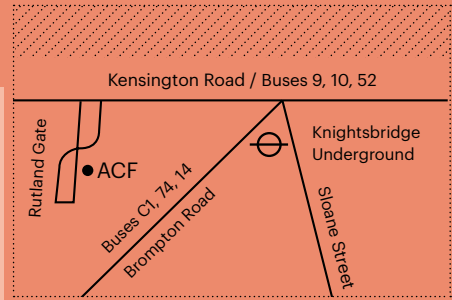 Kensington Road / Buses 9, 10, 52
Rutland Gate
ACF
Buses C1, 74, 14
Brompton Road
Knightsbridge
Underground
Sloane Street